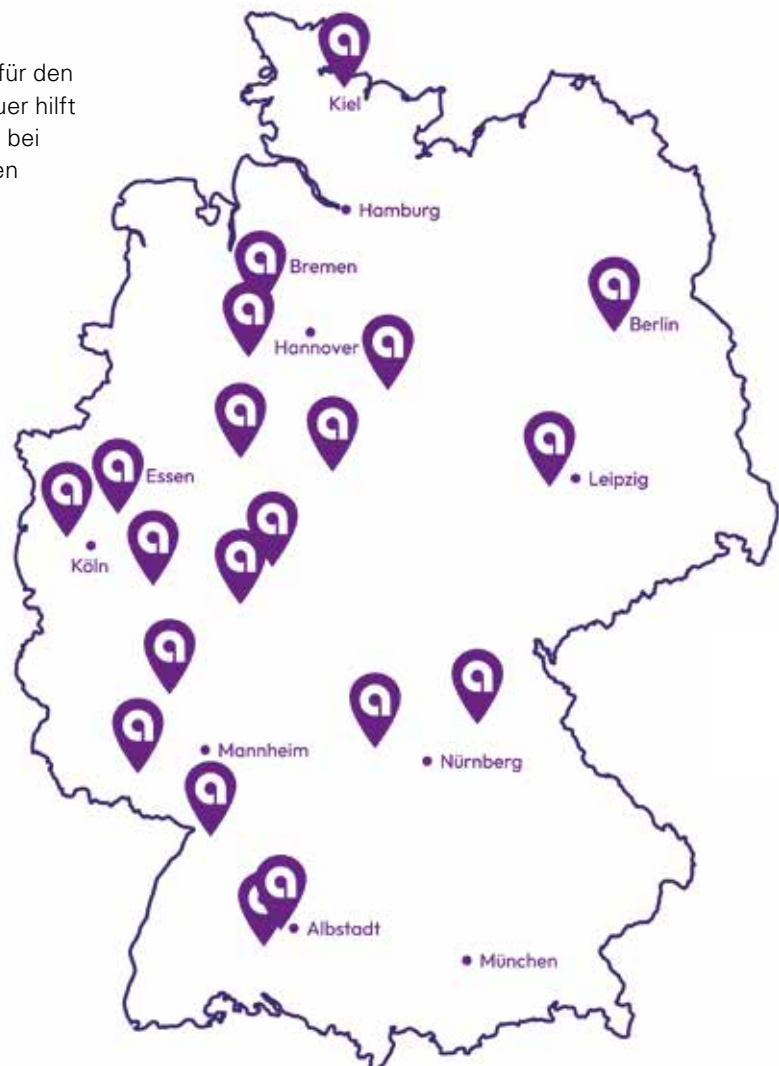 für den
uer hilft
bei
en
Kiel
Hamburg
Bremen
Berlin
Hannover
Essen
Leipzig
Köln
Mannheim
Nürnberg
Albstadt
München